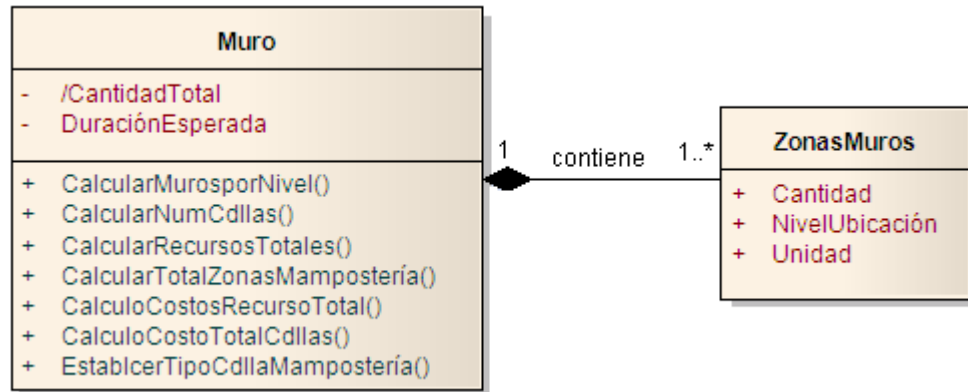 Muro
- /CantidadTotal
- DuraciónEsperada
+ CalcularMurosporNivel()
+ CalcularNumCdllas()
+ CalcularRecursosTotales()
+ CalcularTotalZonasMampostería()
+ CalculoCostosRecursoTotal()
+ CalculoCostoTotalCdllas()
+ EstablcerTipoCdllaMampostería()
1 contiene 1..*
ZonasMuros
+ Cantidad
+ NivelUbicación
+ Unidad